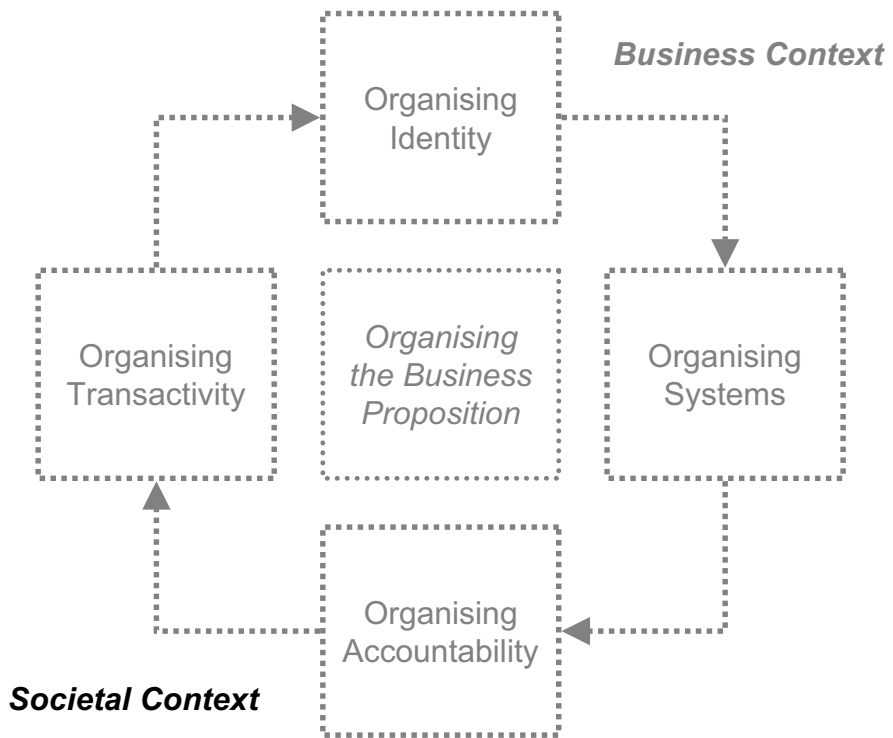 Business Context
Organising
Identity
Organising
Transactivity
Organising
the Business
Proposition
Organising
Systems
Organising
Accountability
Societal Context